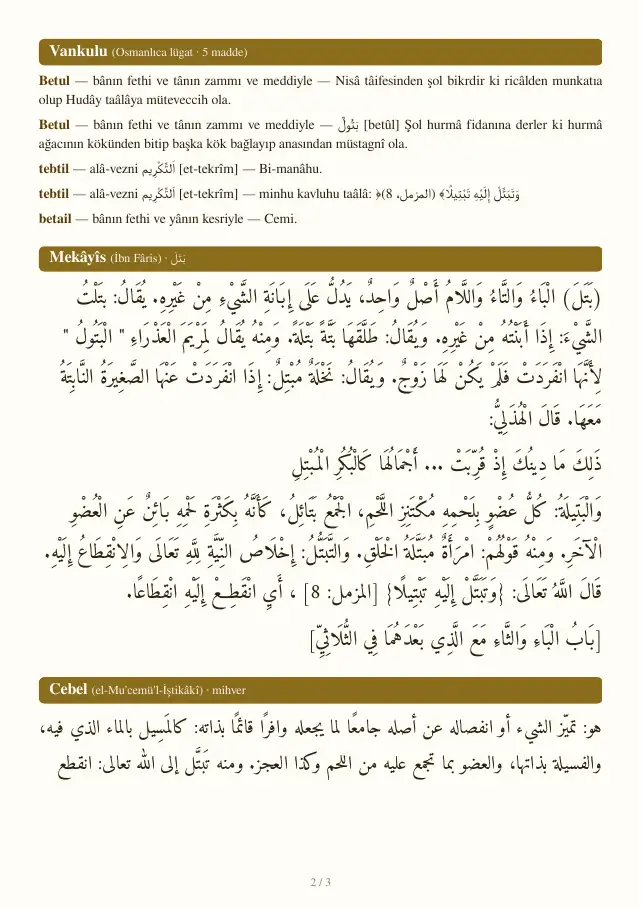 Vankulu (Osmanlıca lügat · 5 madde)
Betul — bânın fethi ve tânın zammı ve meddiyle — Nisâ tâifesinden şol bikrdir ki ricâlden munkatıa
olup Hudây taâlâya müteveccih ola.
Betul — bânın fethi ve tânın zammı ve meddiyle — بَتُولٌ [betûl] Şol hurmâ fidanına derler ki hurmâ
ağacının kökünden bitip başka kök bağlayıp anasından müstagnî ola.
tebtil — alâ-vezni اَلتَّكْرِيم [et-tekrîm] — Bi-manâhu.
tebtil — alâ-vezni اَلتَّكْرِيم [et-tekrîm] — minhu kavluhu taâlâ: ﴿وَتَبَتَّلْ إِلَيْهِ تَبْتِيلًا﴾ (المزمل، 8)
betail — bânın fethi ve yânın kesriyle — Cemi.
Mekâyîs (İbn Fâris) · بَتَلَ
(بَتَلَ) الْبَاءُ وَالتَّاءُ وَاللَّامُ أَصْلٌ وَاحِدٌ، يَدُلُّ عَلَى إِبَانَةِ الشَّيْءِ مِنْ غَيْرِهِ. يُقَالُ: بَتَلْتُ
الشَّيْءَ: إِذَا أَبَنْتُهُ مِنْ غَيْرِهِ. وَيُقَالُ: طَلَّقَهَا بَتَّةً بَتْلَةً. وَمِنْهُ يُقَالُ لِمَرْيَمَ الْعَذْرَاءِ " الْبَتُولُ "
لِأَنَّهَا انْفَرَدَتْ فَلَمْ يَكُنْ لَهَا زَوْجٌ. وَيُقَالُ: نَخْلَةٌ مُبْتِلٌ: إِذَا انْفَرَدَتْ عَنْهَا الصَّغِيرَةُ النَّابِتَةُ
مَعَهَا. قَالَ الْهُذَلِيُّ:
ذَلِكَ مَا دِينُكَ إِذْ قُرِّبَتْ ... أَجْمَالُهَا كَالْبُكُرِ الْمُبْتِلِ
وَالْبَتِيلَةُ: كُلُّ عُضْوٍ بِلَحْمِهِ مُكْتَنِزِ اللَّحْمِ، الْجَمْعُ بَتَائِلُ، كَأَنَّهُ بِكَثْرَةِ لَحْمِهِ بَائِنٌ عَنِ الْعُضْوِ
الْآخَرِ. وَمِنْهُ قَوْلُهُمْ: امْرَأَةٌ مُبَتَّلَةُ الْخَلْقِ. وَالتَّبَتُّلُ: إِخْلَاصُ النِّيَّةِ لِلَّهِ تَعَالَى وَالِانْقِطَاعُ إِلَيْهِ.
قَالَ اللَّهُ تَعَالَى: {وَتَبَتَّلْ إِلَيْهِ تَبْتِيلًا} [المزمل: 8] ، أَيِ انْقَطِعْ إِلَيْهِ انْقِطَاعًا.
[بَابُ الْبَاءِ وَالثَّاءِ مَعَ الَّذِي بَعْدَهُمَا فِي الثُّلَاثِيِّ]
Cebel (el-Mu'cemü'l-İştikâkî) · mihver
هو: تميّز الشيء أو انفصاله عن أصله جامعًا لما يجعله وافرًا قائمًا بذاته: كالمَسِيل بالماء الذي فيه،
والفسيلة بذاتها، والعضو بما تجمع عليه من اللحم وكذا العجز. ومنه تَبَتَّل إلى الله تعالى: انقطع
2 / 3